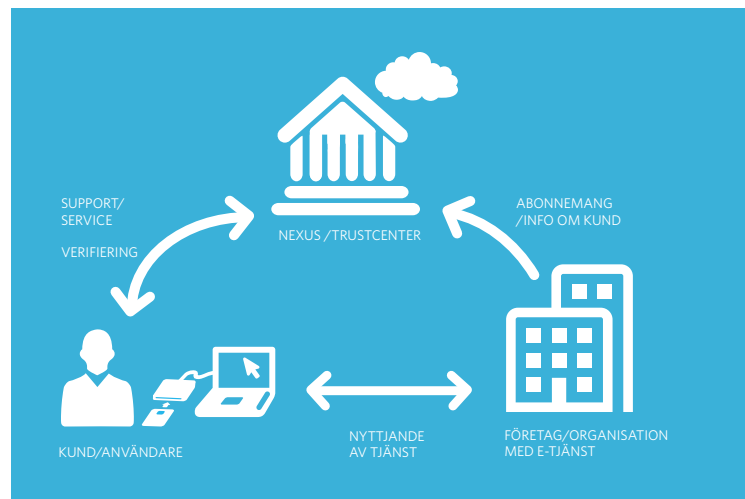 SUPPORT/
SERVICE
VERIFIERING
NEXUS /TRUSTCENTER
ABONNEMANG
/INFO OM KUND
KUND/ANVÄNDARE
NYTTJANDE
AV TJÄNST
FÖRETAG/ORGANISATION
MED E-TJÄNST